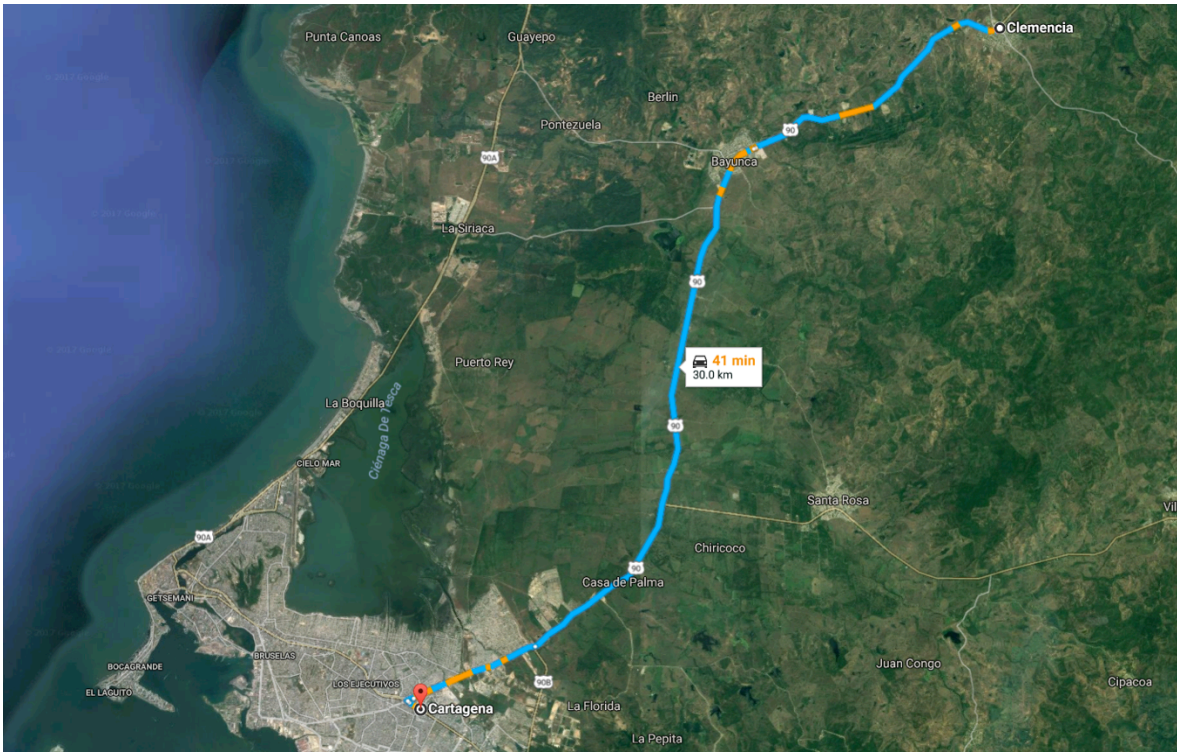 Punta Canoas
Guayepo
Clemencia
Berlin
Pontezuela
90
90A
Bayunca
La Siriaca
90
41 min
30.0 km
Puerto Rey
La Boquilla
Ciénaga De Tesca
90
CIELO MAR
Santa Rosa
Vil
90A
Chiricoco
90
Casa de Palma
GETSEMANI
BRUSELAS
BOCAGRANDE
LOS EJECUTIVOS
EL LAGUITO
90B
Juan Congo
Cipacoa
Cartagena
La Florida
La Pepita